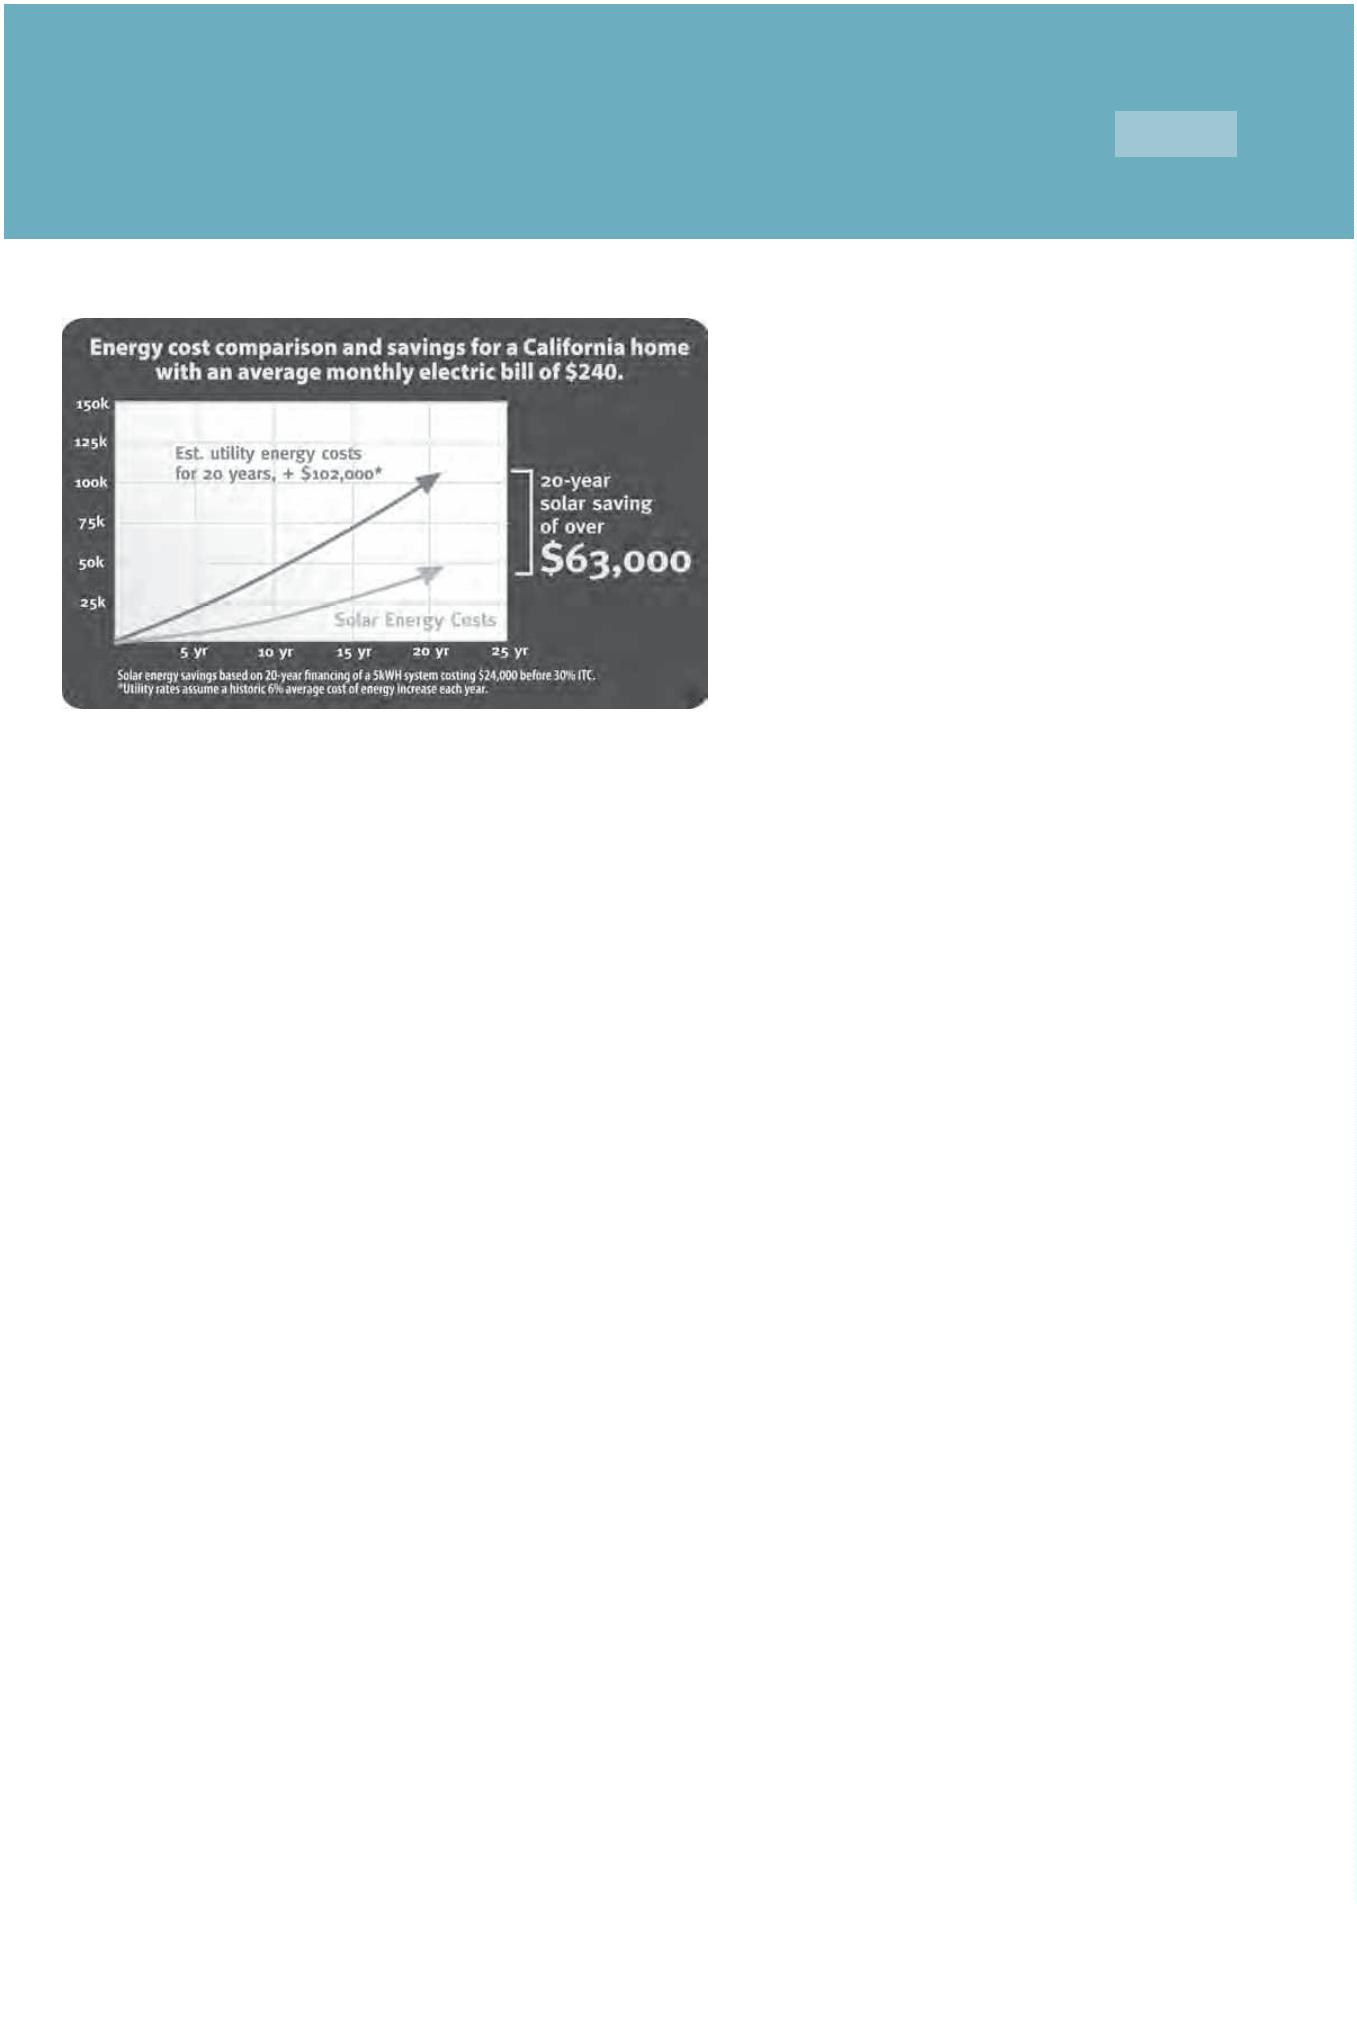 Energy cost comparison and savings for a California home
with an average monthly electric bill of $240.
150k
125k
100k
75k
50k
25k
Est. utility energy costs
for 20 years, + $102,000*
Solar Energy Costs
20-year
solar saving
of over
$63,000
5 yr 10 yr 15 yr 20 yr 25 yr
Solar energy savings based on 20-year financing of a 5kWH system costing $24,000 before 30% ITC.
*Utility rates assume a historic 6% average cost of energy increase each year.